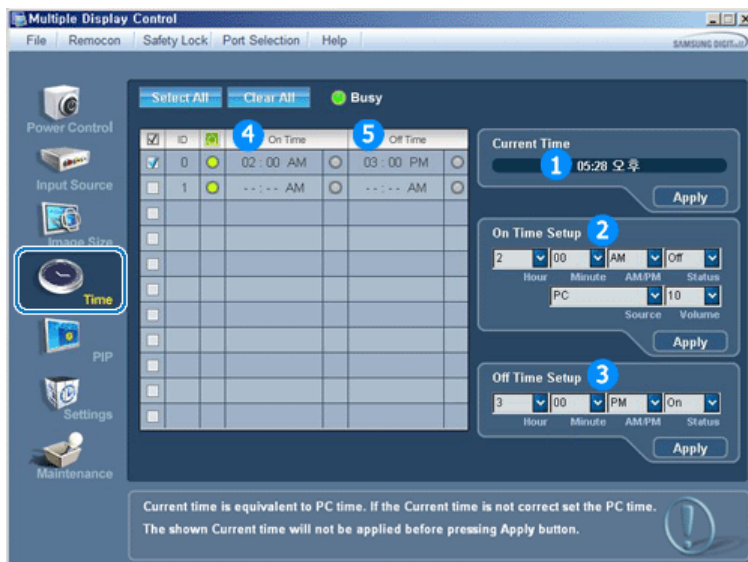 Multiple Display Control
File Remocon Safety Lock Port Selection Help
SAMSUNG DIGITall
Select All Clear All Busy
Power Control
Input Source
Image Size
Time
PIP
Settings
Maintenance
ID 4 On Time 5 Off Time
0 02 : 00 AM 03 : 00 PM
1 - - : - - AM - - : - - AM
Current Time
1 05:28 오후
Apply
On Time Setup 2
2 00 AM Off
Hour Minute AM/PM Status
PC 10
Source Volume
Apply
Off Time Setup 3
3 00 PM On
Hour Minute AM/PM Status
Apply
Current time is equivalent to PC time. If the Current time is not correct set the PC time.
The shown Current time will not be applied before pressing Apply button.